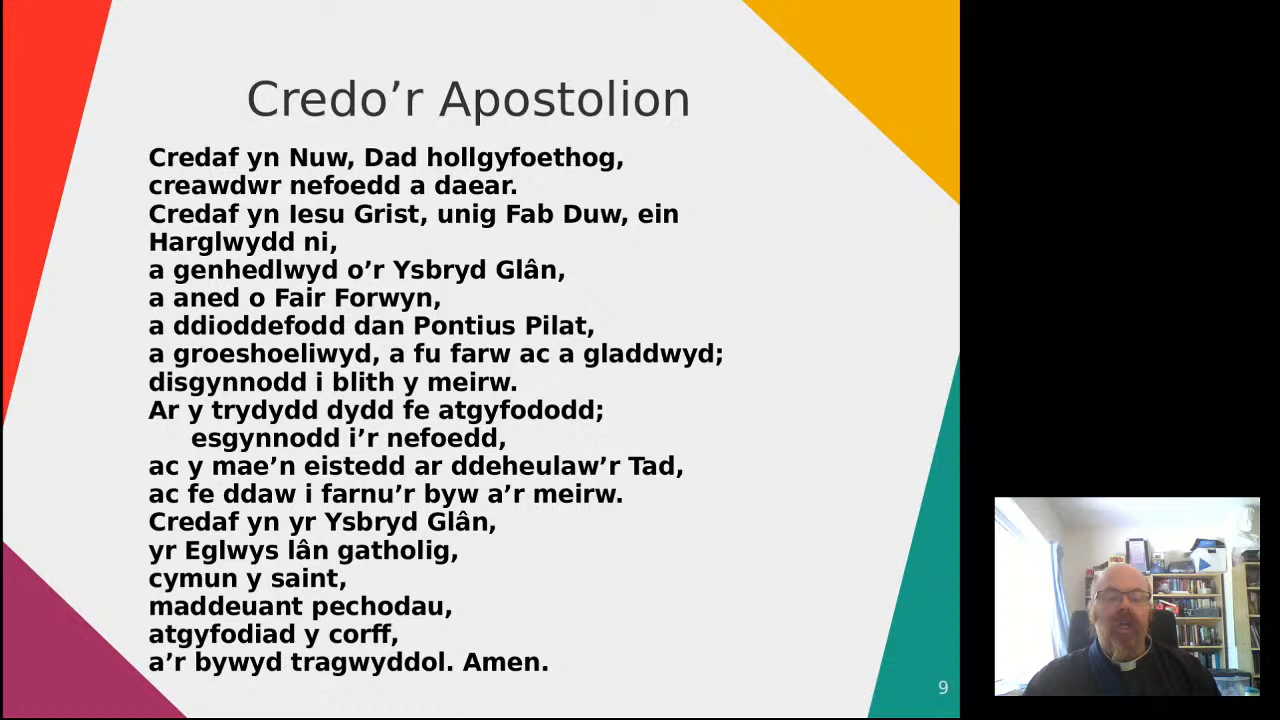 Credo’r Apostolion
Credaf yn Nuw, Dad hollgyfoethog,
creawdwr nefoedd a daear.
Credaf yn Iesu Grist, unig Fab Duw, ein
Harglwydd ni,
a genhedlwyd o’r Ysbryd Glân,
a aned o Fair Forwyn,
a ddioddefodd dan Pontius Pilat,
a groeshoeliwyd, a fu farw ac a gladdwyd;
disgynnodd i blith y meirw.
Ar y trydydd dydd fe atgyfododd;
esgynnodd i’r nefoedd,
ac y mae’n eistedd ar ddeheulaw’r Tad,
ac fe ddaw i farnu’r byw a’r meirw.
Credaf yn yr Ysbryd Glân,
yr Eglwys lân gatholig,
cymun y saint,
maddeuant pechodau,
atgyfodiad y corff,
a’r bywyd tragwyddol. Amen.
9